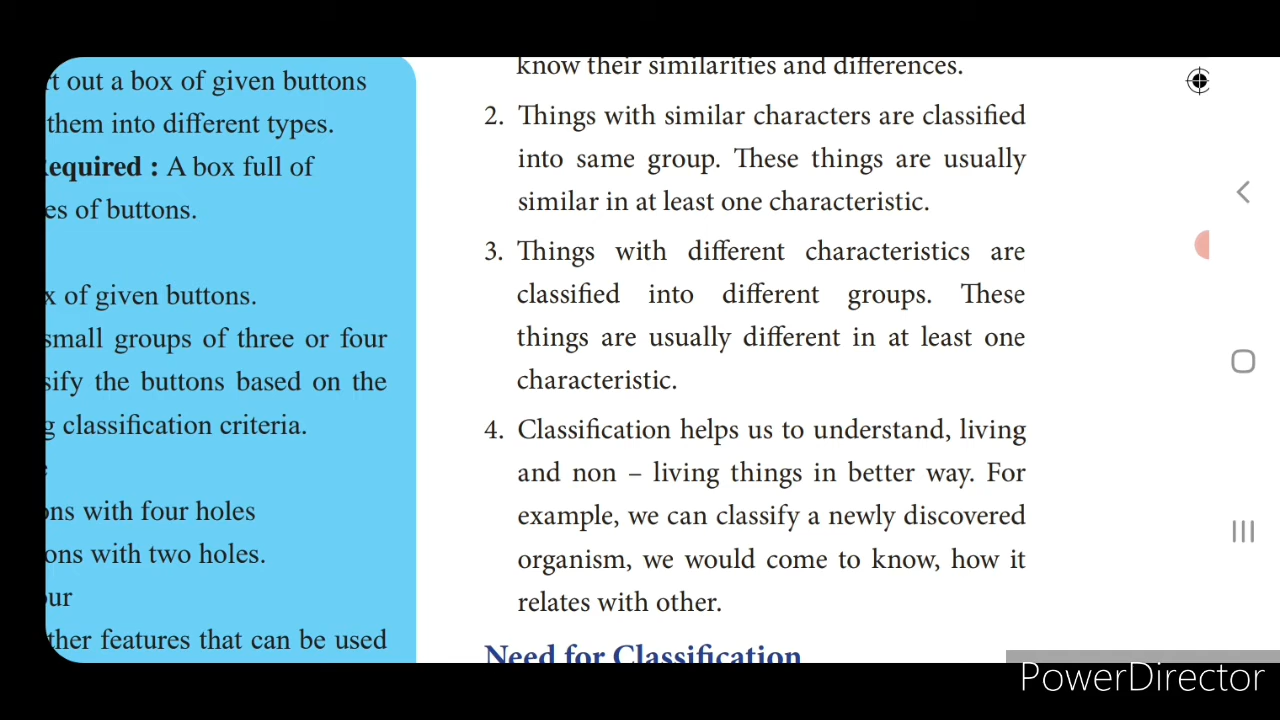 rt out a box of given buttons
them into different types.
equired : A box full of
es of buttons.
x of given buttons.
small groups of three or four
sify the buttons based on the
g classification criteria.
ons with four holes
ons with two holes.
our
ther features that can be used
know their similarities and differences.
2. Things with similar characters are classified
into same group. These things are usually
similar in at least one characteristic.
3. Things with different characteristics are
classified into different groups. These
things are usually different in at least one
characteristic.
4. Classification helps us to understand, living
and non – living things in better way. For
example, we can classify a newly discovered
organism, we would come to know, how it
relates with other.
Need for Classification
PowerDirector